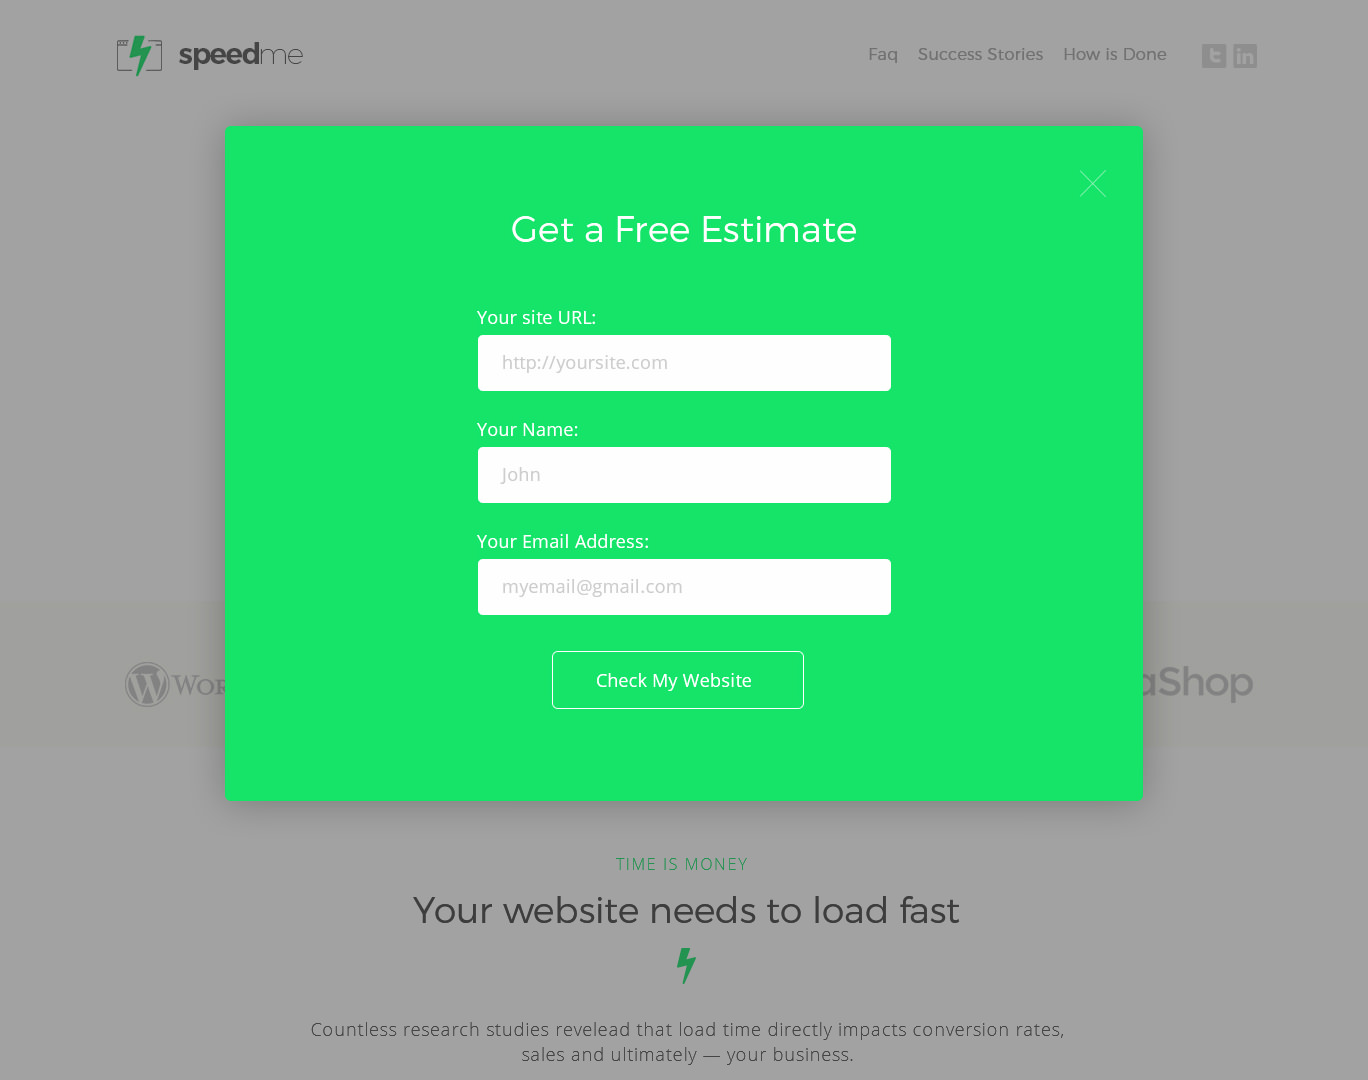 speedme
Faq Success Stories How is Done
Get a Free Estimate
Your site URL:
http://yoursite.com
Your Name:
John
Your Email Address:
myemail@gmail.com
Check My Website
TIME IS MONEY
Your website needs to load fast
Countless research studies revelead that load time directly impacts conversion rates,
sales and ultimately — your business.